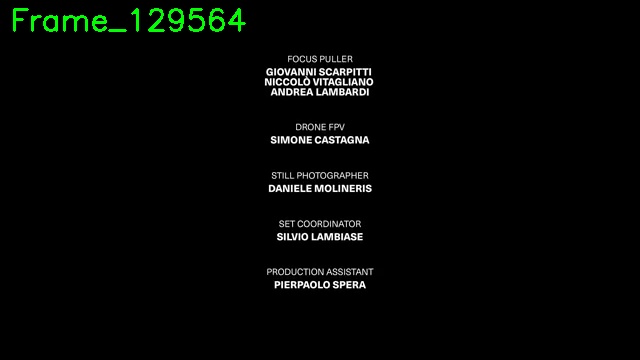 Frame_129564
FOCUS PULLER
GIOVANNI SCARPITTI
NICCOLÒ VITAGLIANO
ANDREA LAMBARDI
DRONE FPV
SIMONE CASTAGNA
STILL PHOTOGRAPHER
DANIELE MOLINERIS
SET COORDINATOR
SILVIO LAMBIASE
PRODUCTION ASSISTANT
PIERPAOLO SPERA